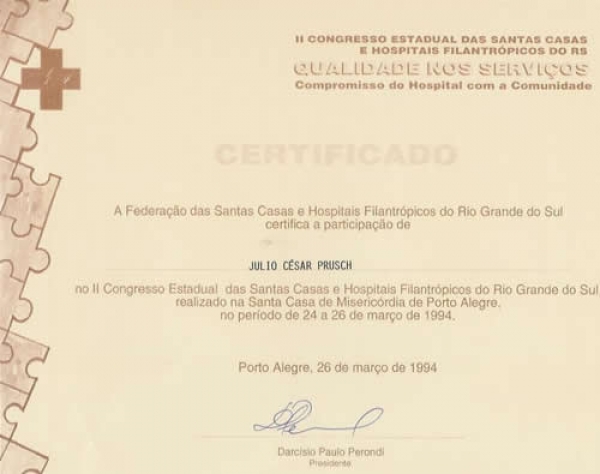 II CONGRESSO ESTADUAL DAS SANTAS CASAS
E HOSPITAIS FILANTRÓPICOS DO RS
QUALIDADE NOS SERVIÇOS
Compromisso do Hospital com a Comunidade
CERTIFICADO
A Federação das Santas Casas e Hospitais Filantrópicos do Rio Grande do Sul
certifica a participação de
JULIO CÉSAR PRUSCH
no II Congresso Estadual das Santas Casas e Hospitais Filantrópicos do Rio Grande do Sul
realizado na Santa Casa de Misericórdia de Porto Alegre.
no período de 24 a 26 de março de 1994.
Porto Alegre, 26 de março de 1994
Darcísio Paulo Perondi
Presidente